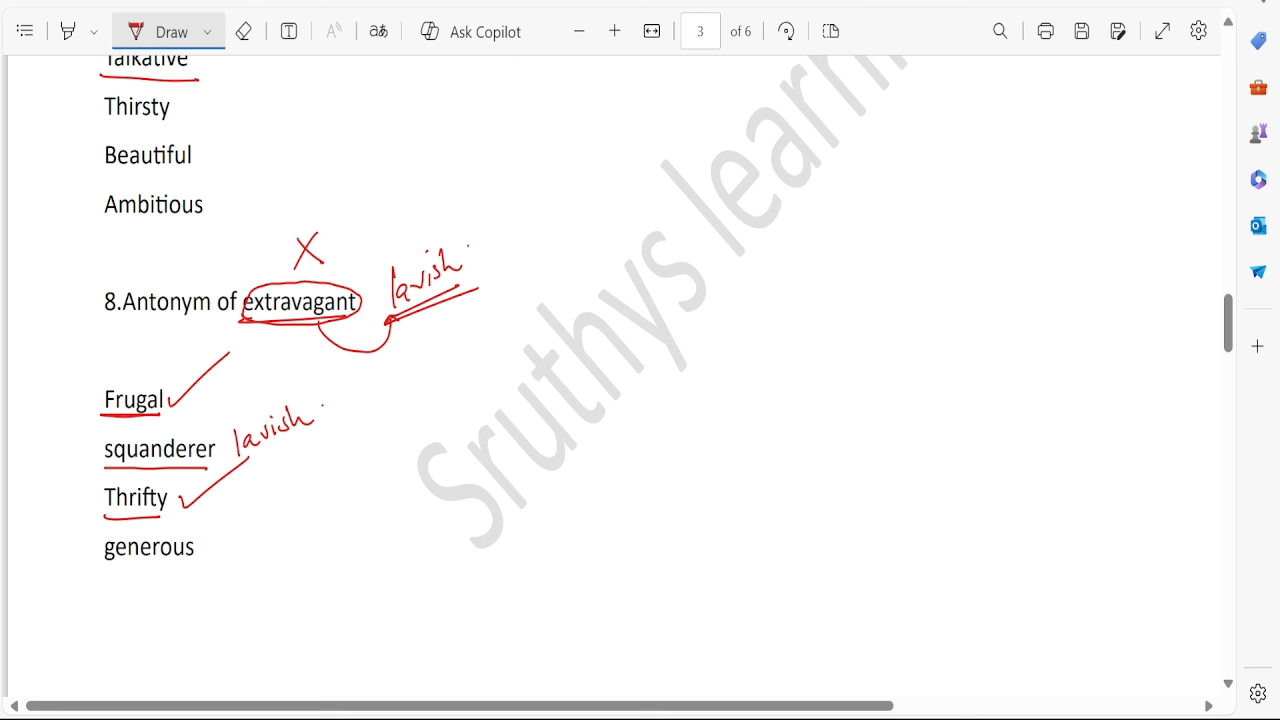 Draw
Ask Copilot
3 of 6
Talkative
Thirsty
Beautiful
Ambitious
X
lavish.
8.Antonym of extravagant
Frugal
lavish.
squanderer
Thrifty
generous
Sruthys learn